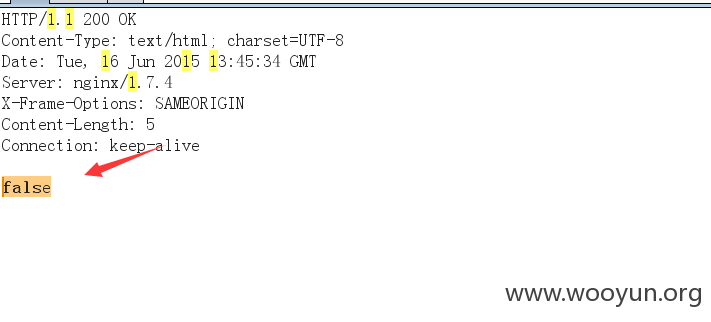 HTTP/1.1 200 OK
Content-Type: text/html; charset=UTF-8
Date: Tue, 16 Jun 2015 13:45:34 GMT
Server: nginx/1.7.4
X-Frame-Options: SAMEORIGIN
Content-Length: 5
Connection: keep-alive
false
www.wooyun.org